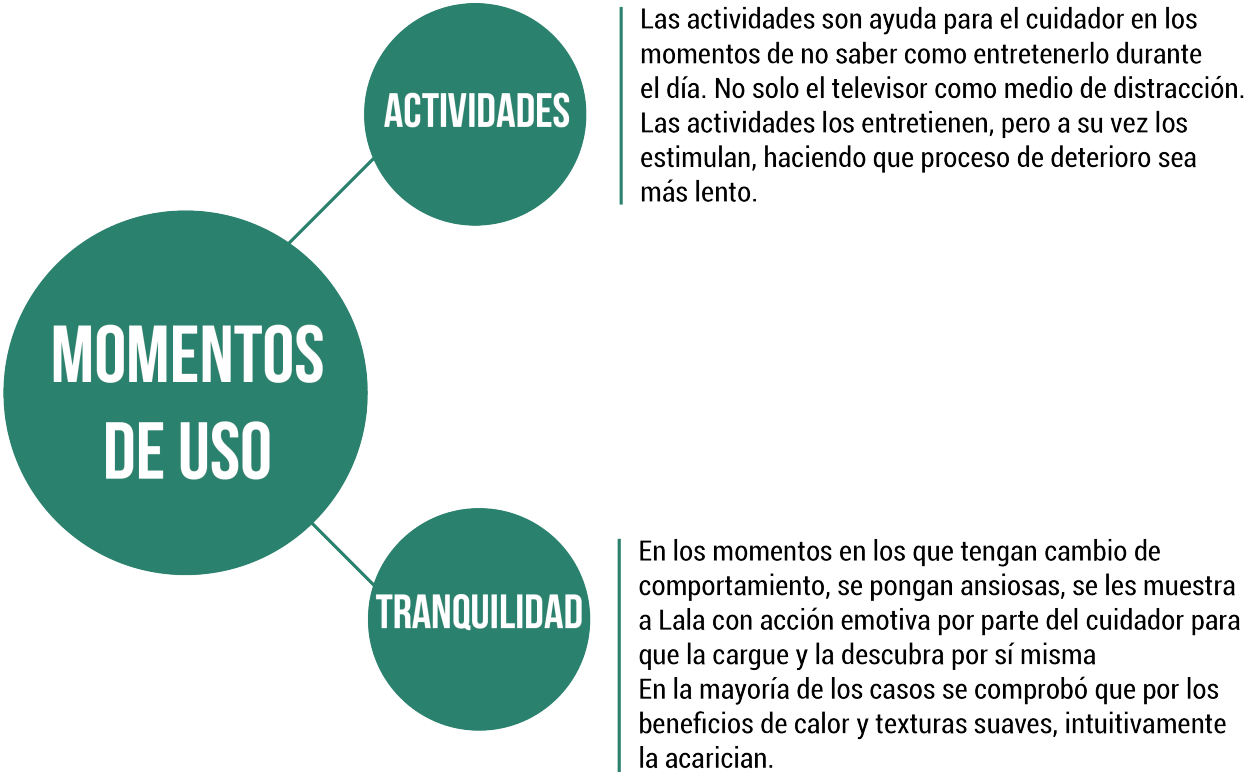 ACTIVIDADES
Las actividades son ayuda para el cuidador en los
momentos de no saber como entretenerlo durante
el día. No solo el televisor como medio de distracción.
Las actividades los entretienen, pero a su vez los
estimulan, haciendo que proceso de deterioro sea
más lento.
MOMENTOS
DE USO
TRANQUILIDAD
En los momentos en los que tengan cambio de
comportamiento, se pongan ansiosas, se les muestra
a Lala con acción emotiva por parte del cuidador para
que la cargue y la descubra por sí misma
En la mayoría de los casos se comprobó que por los
beneficios de calor y texturas suaves, intuitivamente
la acarician.